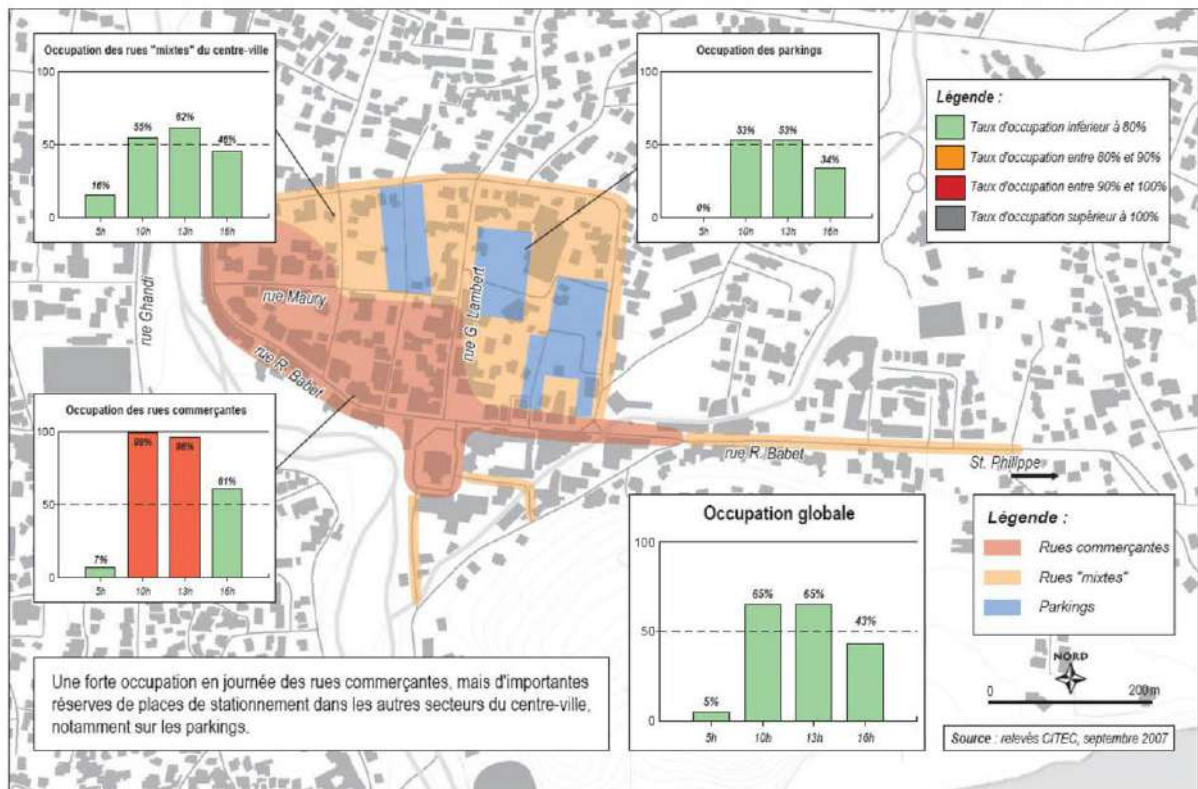 Occupation des rues "mixtes" du centre-ville
100
50
0
16%
55%
62%
46%
5h
10h
13h
16h
Occupation des parkings
100
50
0
0%
53%
53%
34%
5h
10h
13h
16h
Légende :
Taux d'occupation inférieur à 80%
Taux d'occupation entre 80% et 90%
Taux d'occupation entre 90% et 100%
Taux d'occupation supérieur à 100%
rue Ghandi
rue Maury
rue G. Lambert
rue R. Babet
Occupation des rues commerçantes
100
50
0
7%
99%
96%
61%
5h
10h
13h
16h
rue R. Babet
St. Philippe
Occupation globale
100
50
0
5%
65%
65%
43%
5h
10h
13h
16h
Légende :
Rues commerçantes
Rues "mixtes"
Parkings
NORD
0
200 m
Une forte occupation en journée des rues commerçantes, mais d'importantes
réserves de places de stationnement dans les autres secteurs du centre-ville,
notamment sur les parkings.
Source : relevés CITEC, septembre 2007